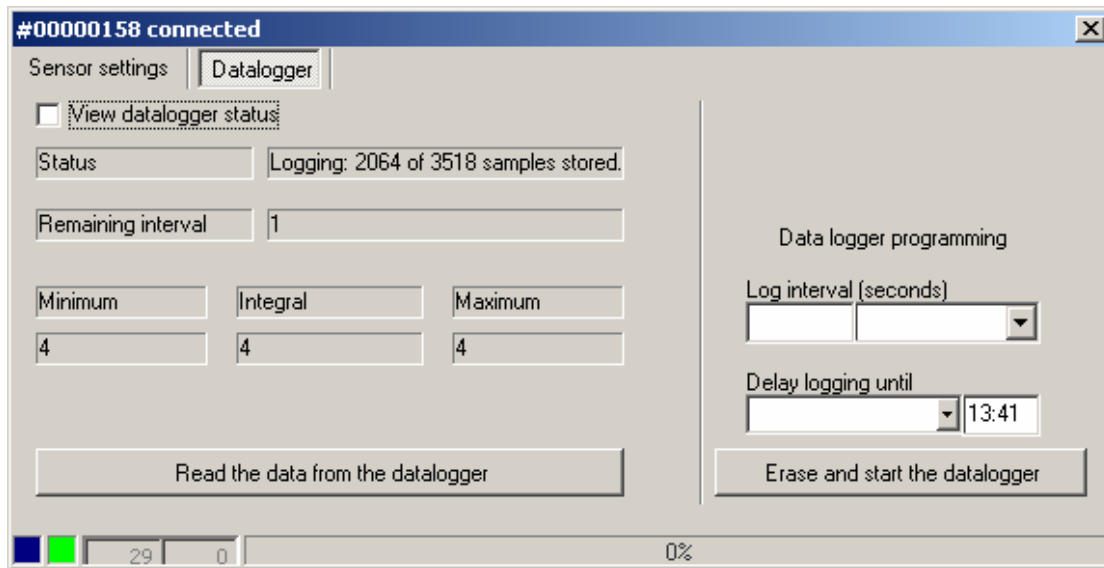 #00000158 connected
Sensor settings
Datalogger
View datalogger status
Status
Logging: 2064 of 3518 samples stored.
Remaining interval
1
Minimum
Integral
Maximum
4
4
4
Read the data from the datalogger
Data logger programming
Log interval (seconds)
Delay logging until
13:41
Erase and start the datalogger
29
0
0%